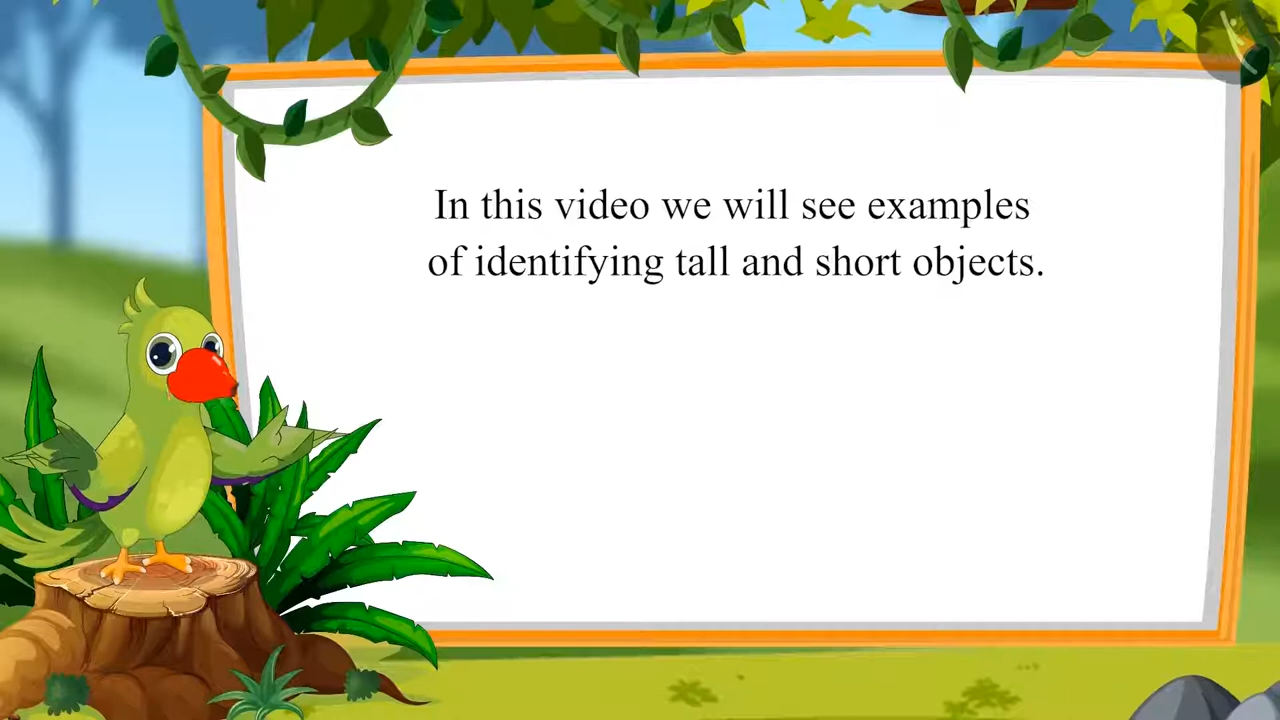 In this video we will see examples
of identifying tall and short objects.